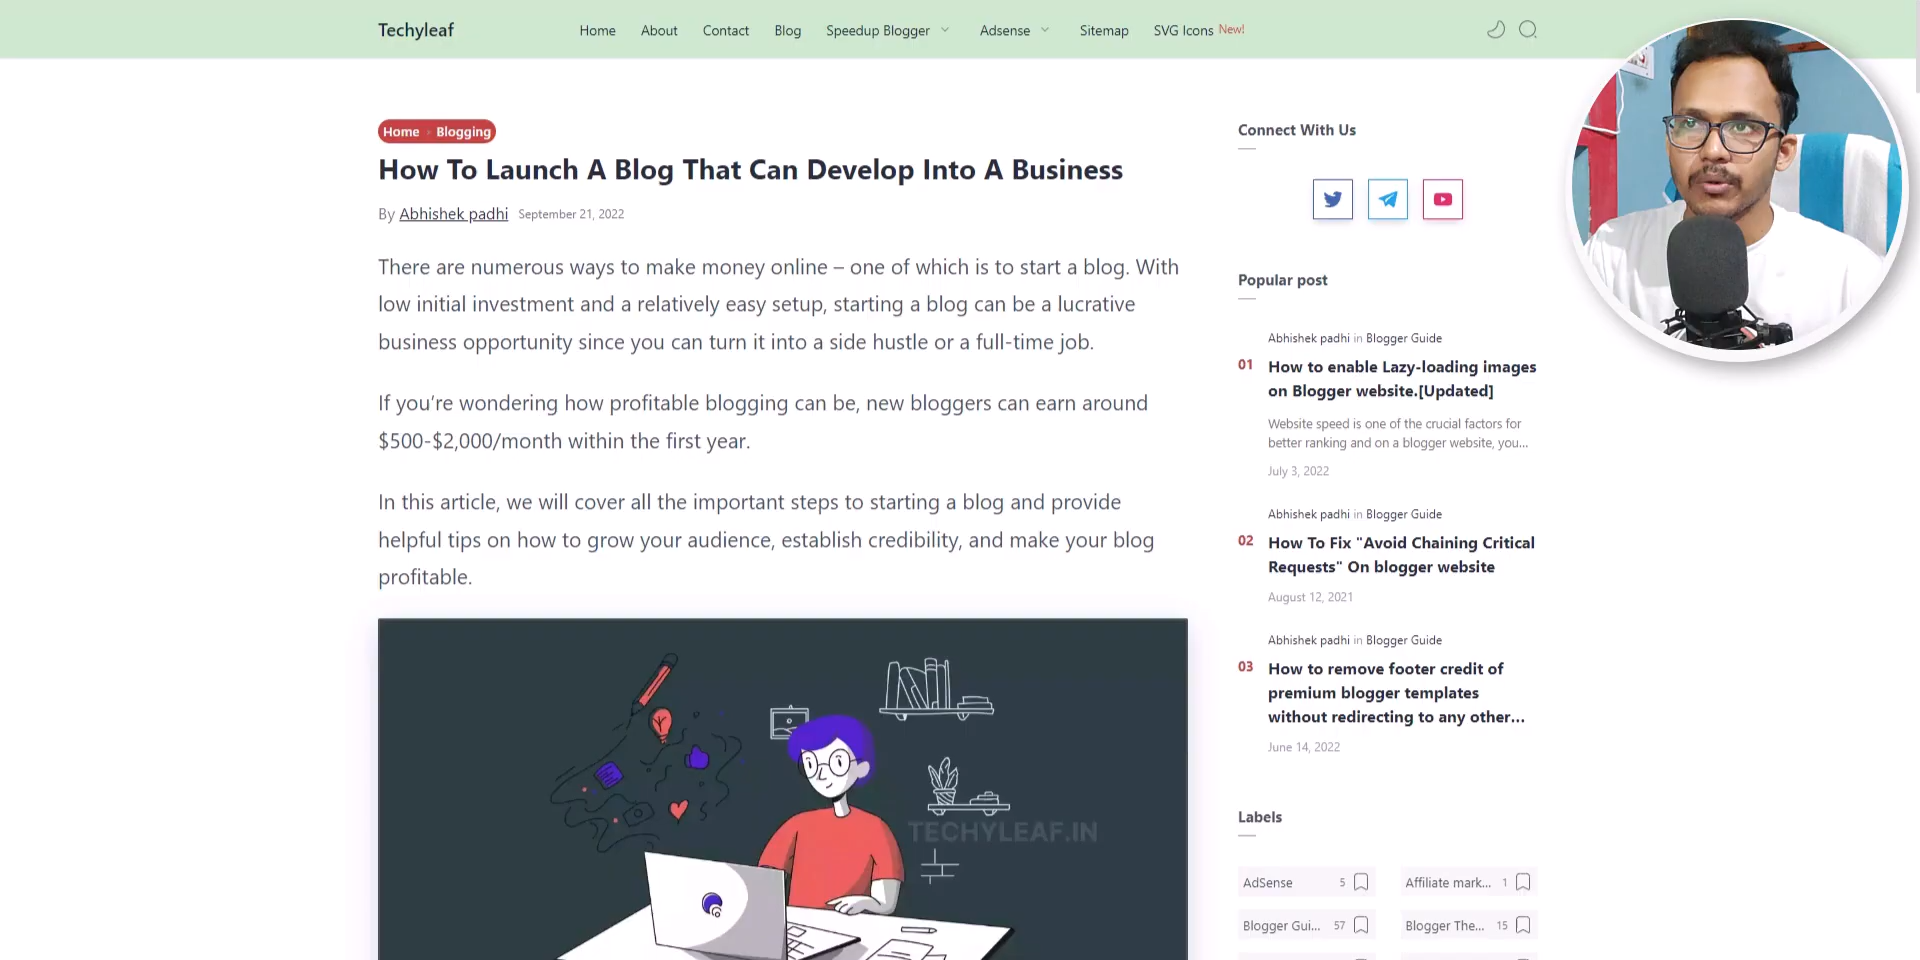 Techyleaf
Home
About
Contact
Blog
Speedup Blogger
Adsense
Sitemap
SVG Icons New!
Home Blogging
How To Launch A Blog That Can Develop Into A Business
By Abhishek padhi September 21, 2022
There are numerous ways to make money online – one of which is to start a blog. With
low initial investment and a relatively easy setup, starting a blog can be a lucrative
business opportunity since you can turn it into a side hustle or a full-time job.
If you’re wondering how profitable blogging can be, new bloggers can earn around
$500-$2,000/month within the first year.
In this article, we will cover all the important steps to starting a blog and provide
helpful tips on how to grow your audience, establish credibility, and make your blog
profitable.
TECHYLEAF.IN
Connect With Us
Popular post
Abhishek padhi in Blogger Guide
01 How to enable Lazy-loading images
on Blogger website.[Updated]
Website speed is one of the crucial factors for
better ranking and on a blogger website, you...
July 3, 2022
Abhishek padhi in Blogger Guide
02 How To Fix "Avoid Chaining Critical
Requests" On blogger website
August 12, 2021
Abhishek padhi in Blogger Guide
03 How to remove footer credit of
premium blogger templates
without redirecting to any other...
June 14, 2022
Labels
AdSense 5
Affiliate mark... 1
Blogger Gui... 57
Blogger The... 15